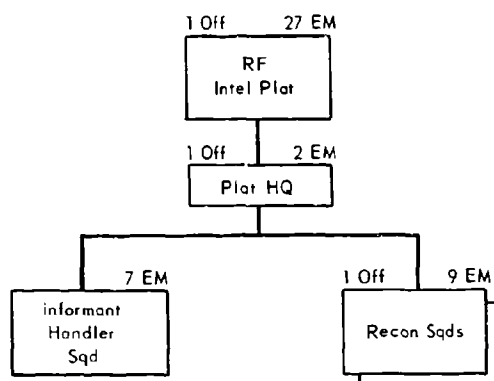 1 Off 27 EM
RF
Intel Plat
1 Off 2 EM
Plat HQ
7 EM
informant
Handler
Sqd
1 Off 9 EM
Recon Sqds